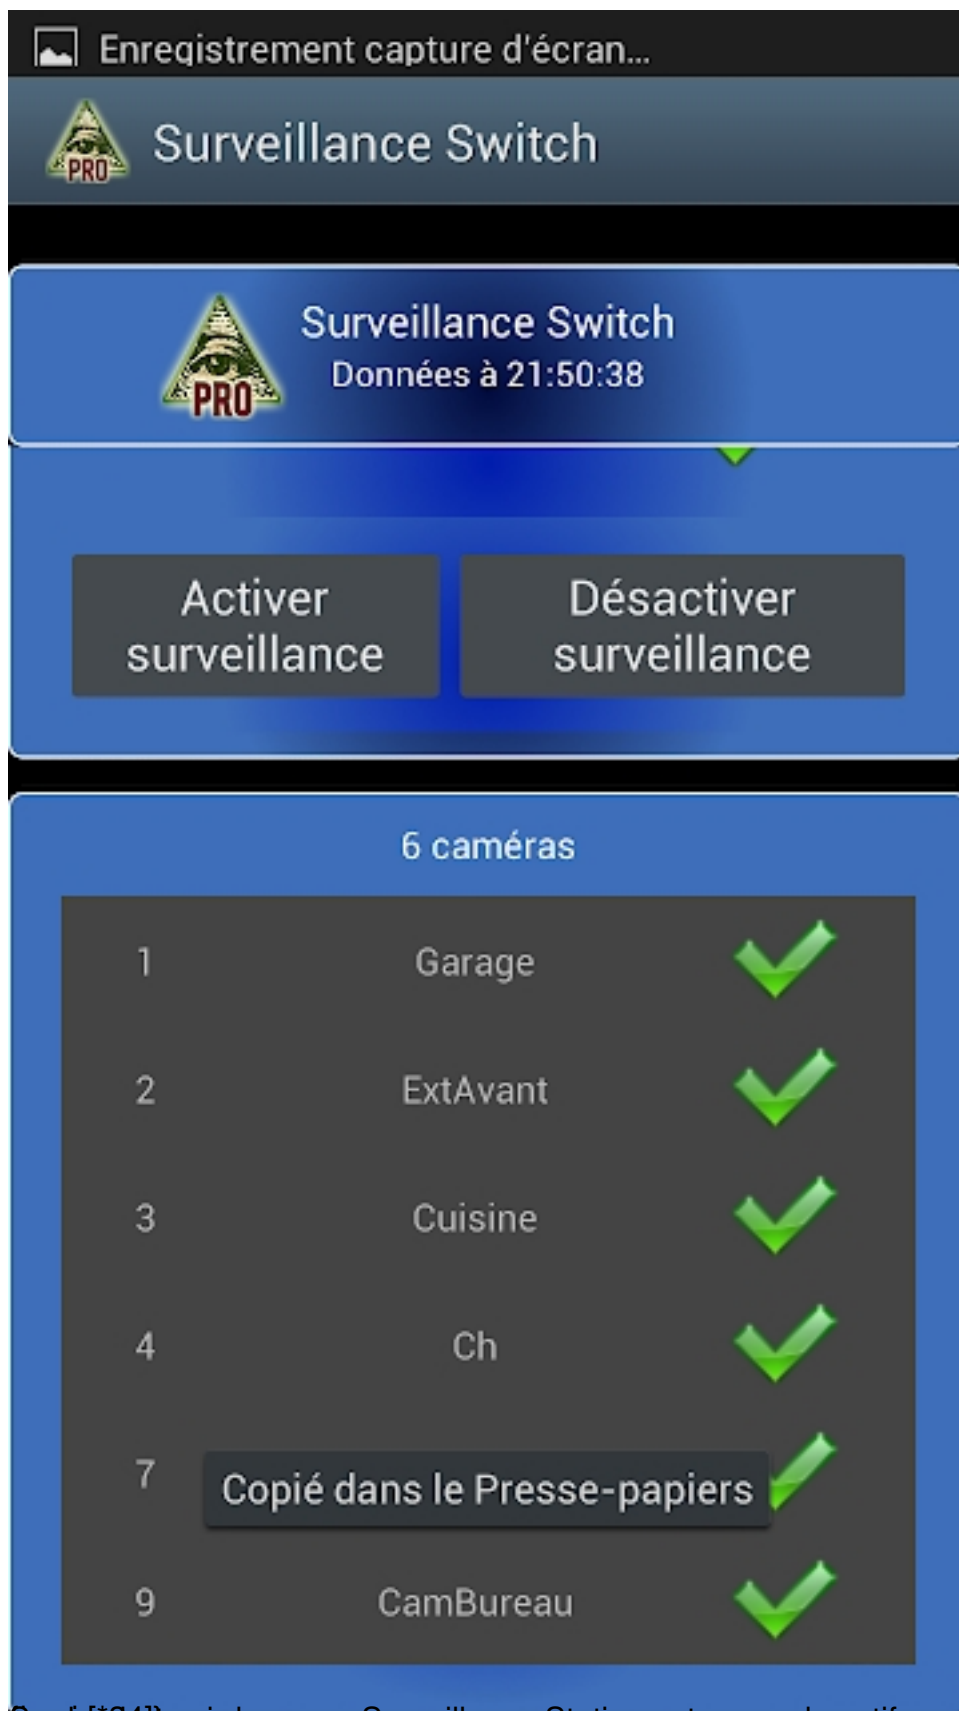 Enregistrement capture d'écran...
PRO
Surveillance Switch
PRO
Surveillance Switch
Données à 21:50:38
Activer
surveillance
Désactiver
surveillance
6 caméras
1 Garage
2 ExtAvant
3 Cuisine
4 Ch
7
Copié dans le Presse-papiers
9 CamBureau